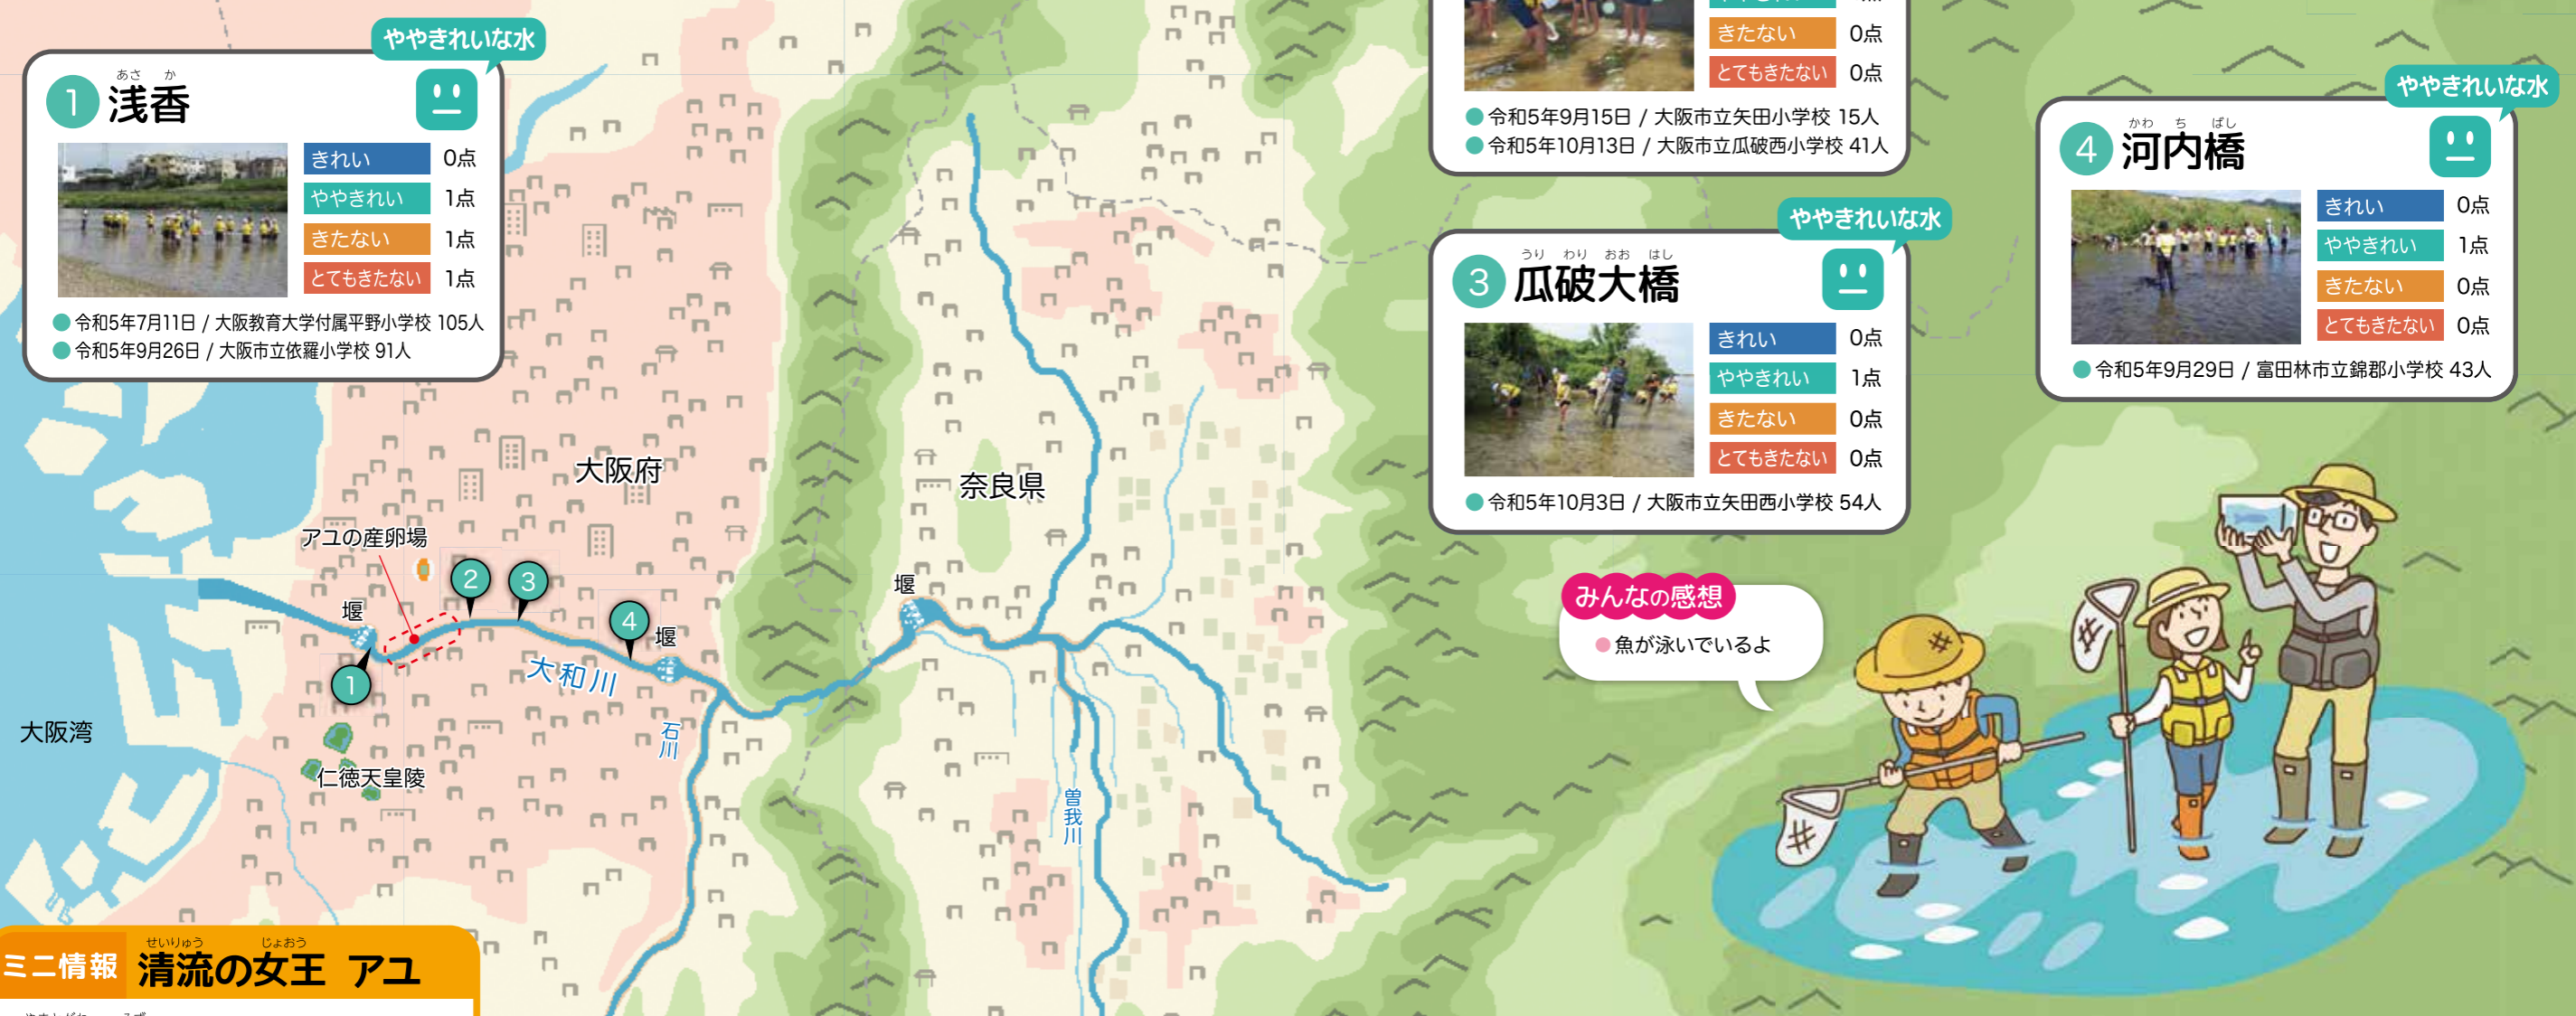 ややきれいな水
あさ か
1 浅香
きれい 0点
ややきれい 1点
きたない 1点
とてもきたない 1点
●令和5年7月11日 / 大阪教育大学付属平野小学校 105人
●令和5年9月26日 / 大阪市立依羅小学校 91人
きたない 0点
とてもきたない 0点
●令和5年9月15日 / 大阪市立矢田小学校 15人
●令和5年10月13日 / 大阪市立瓜破西小学校 41人
ややきれいな水
うり わり おお はし
3 瓜破大橋
きれい 0点
ややきれい 1点
きたない 0点
とてもきたない 0点
●令和5年10月3日 / 大阪市立矢田西小学校 54人
ややきれいな水
かわ ち ばし
4 河内橋
きれい 0点
ややきれい 1点
きたない 0点
とてもきたない 0点
●令和5年9月29日 / 富田林市立錦郡小学校 43人
大阪府
奈良県
アユの産卵場
堰
2
3
4
堰
堰
1
大和川
石川
曽我川
大阪湾
仁徳天皇陵
みんなの感想
●魚が泳いでいるよ
せいりゅう じょおう
ミニ情報 清流の女王 アユ